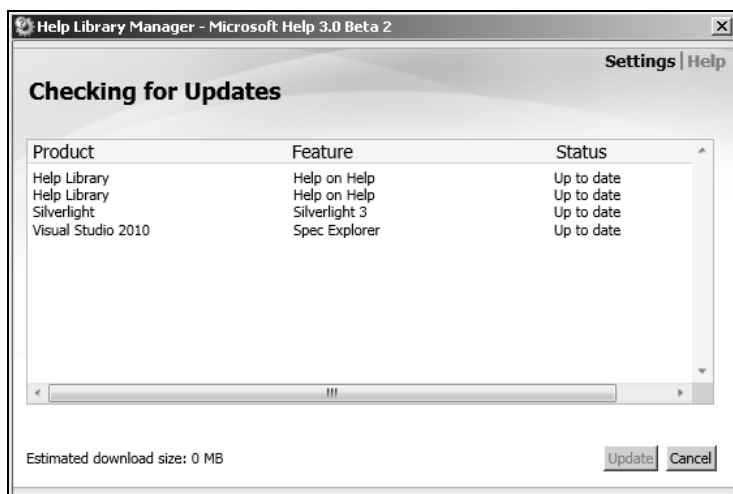 Help Library Manager - Microsoft Help 3.0 Beta 2
Settings | Help
Checking for Updates
Product Feature Status
Help Library Help on Help Up to date
Help Library Help on Help Up to date
Silverlight Silverlight 3 Up to date
Visual Studio 2010 Spec Explorer Up to date
Estimated download size: 0 MB
Update Cancel